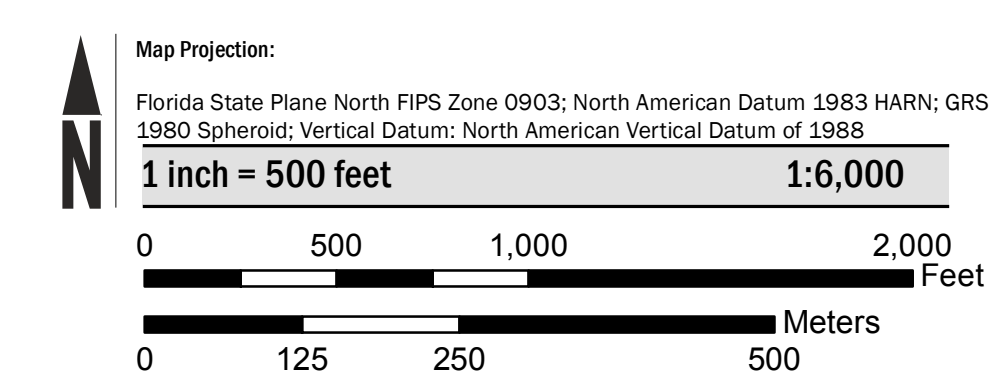 Map Projection:
Florida State Plane North FIPS Zone 0903; North American Datum 1983 HARN; GRS
1980 Spheroid; Vertical Datum: North American Vertical Datum of 1988
N
1 inch = 500 feet 1:6,000
0 500 1,000 2,000
Feet
Meters
0 125 250 500